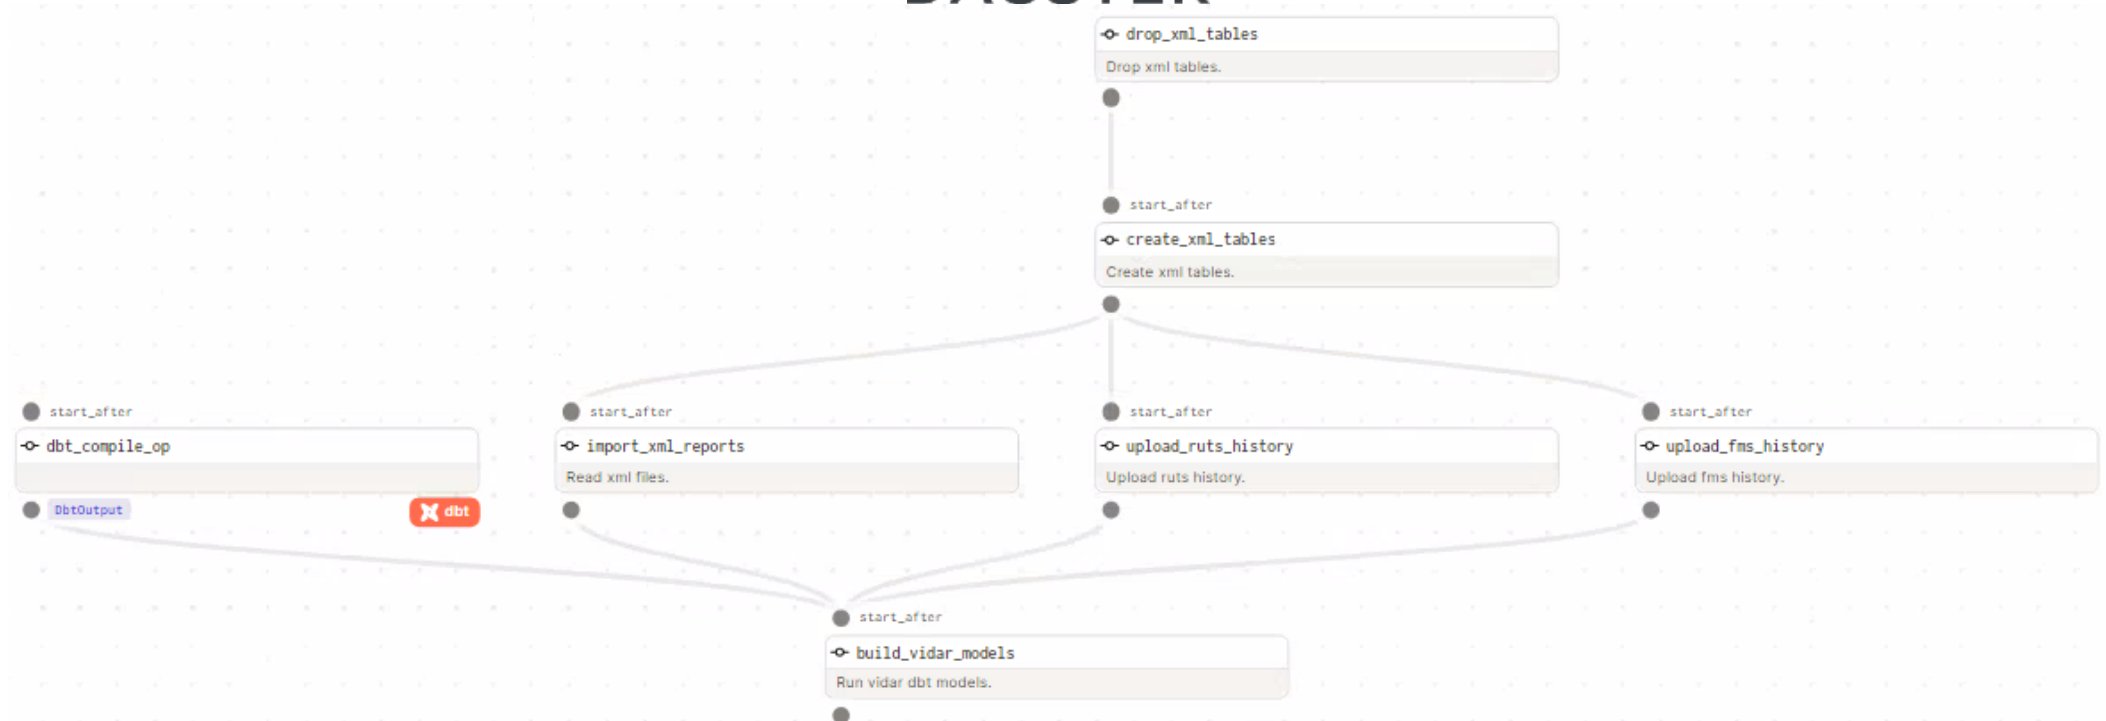 DAGSTER
drop_xml_tables
Drop xml tables.
start_after
create_xml_tables
Create xml tables.
start_after
start_after
start_after
start_after
dbt_compile_op
import_xml_reports
upload_ruts_history
upload_fms_history
Read xml files.
Upload ruts history.
Upload fms history.
DbtOutput
dbt
start_after
build_vidar_models
Run vidar dbt models.